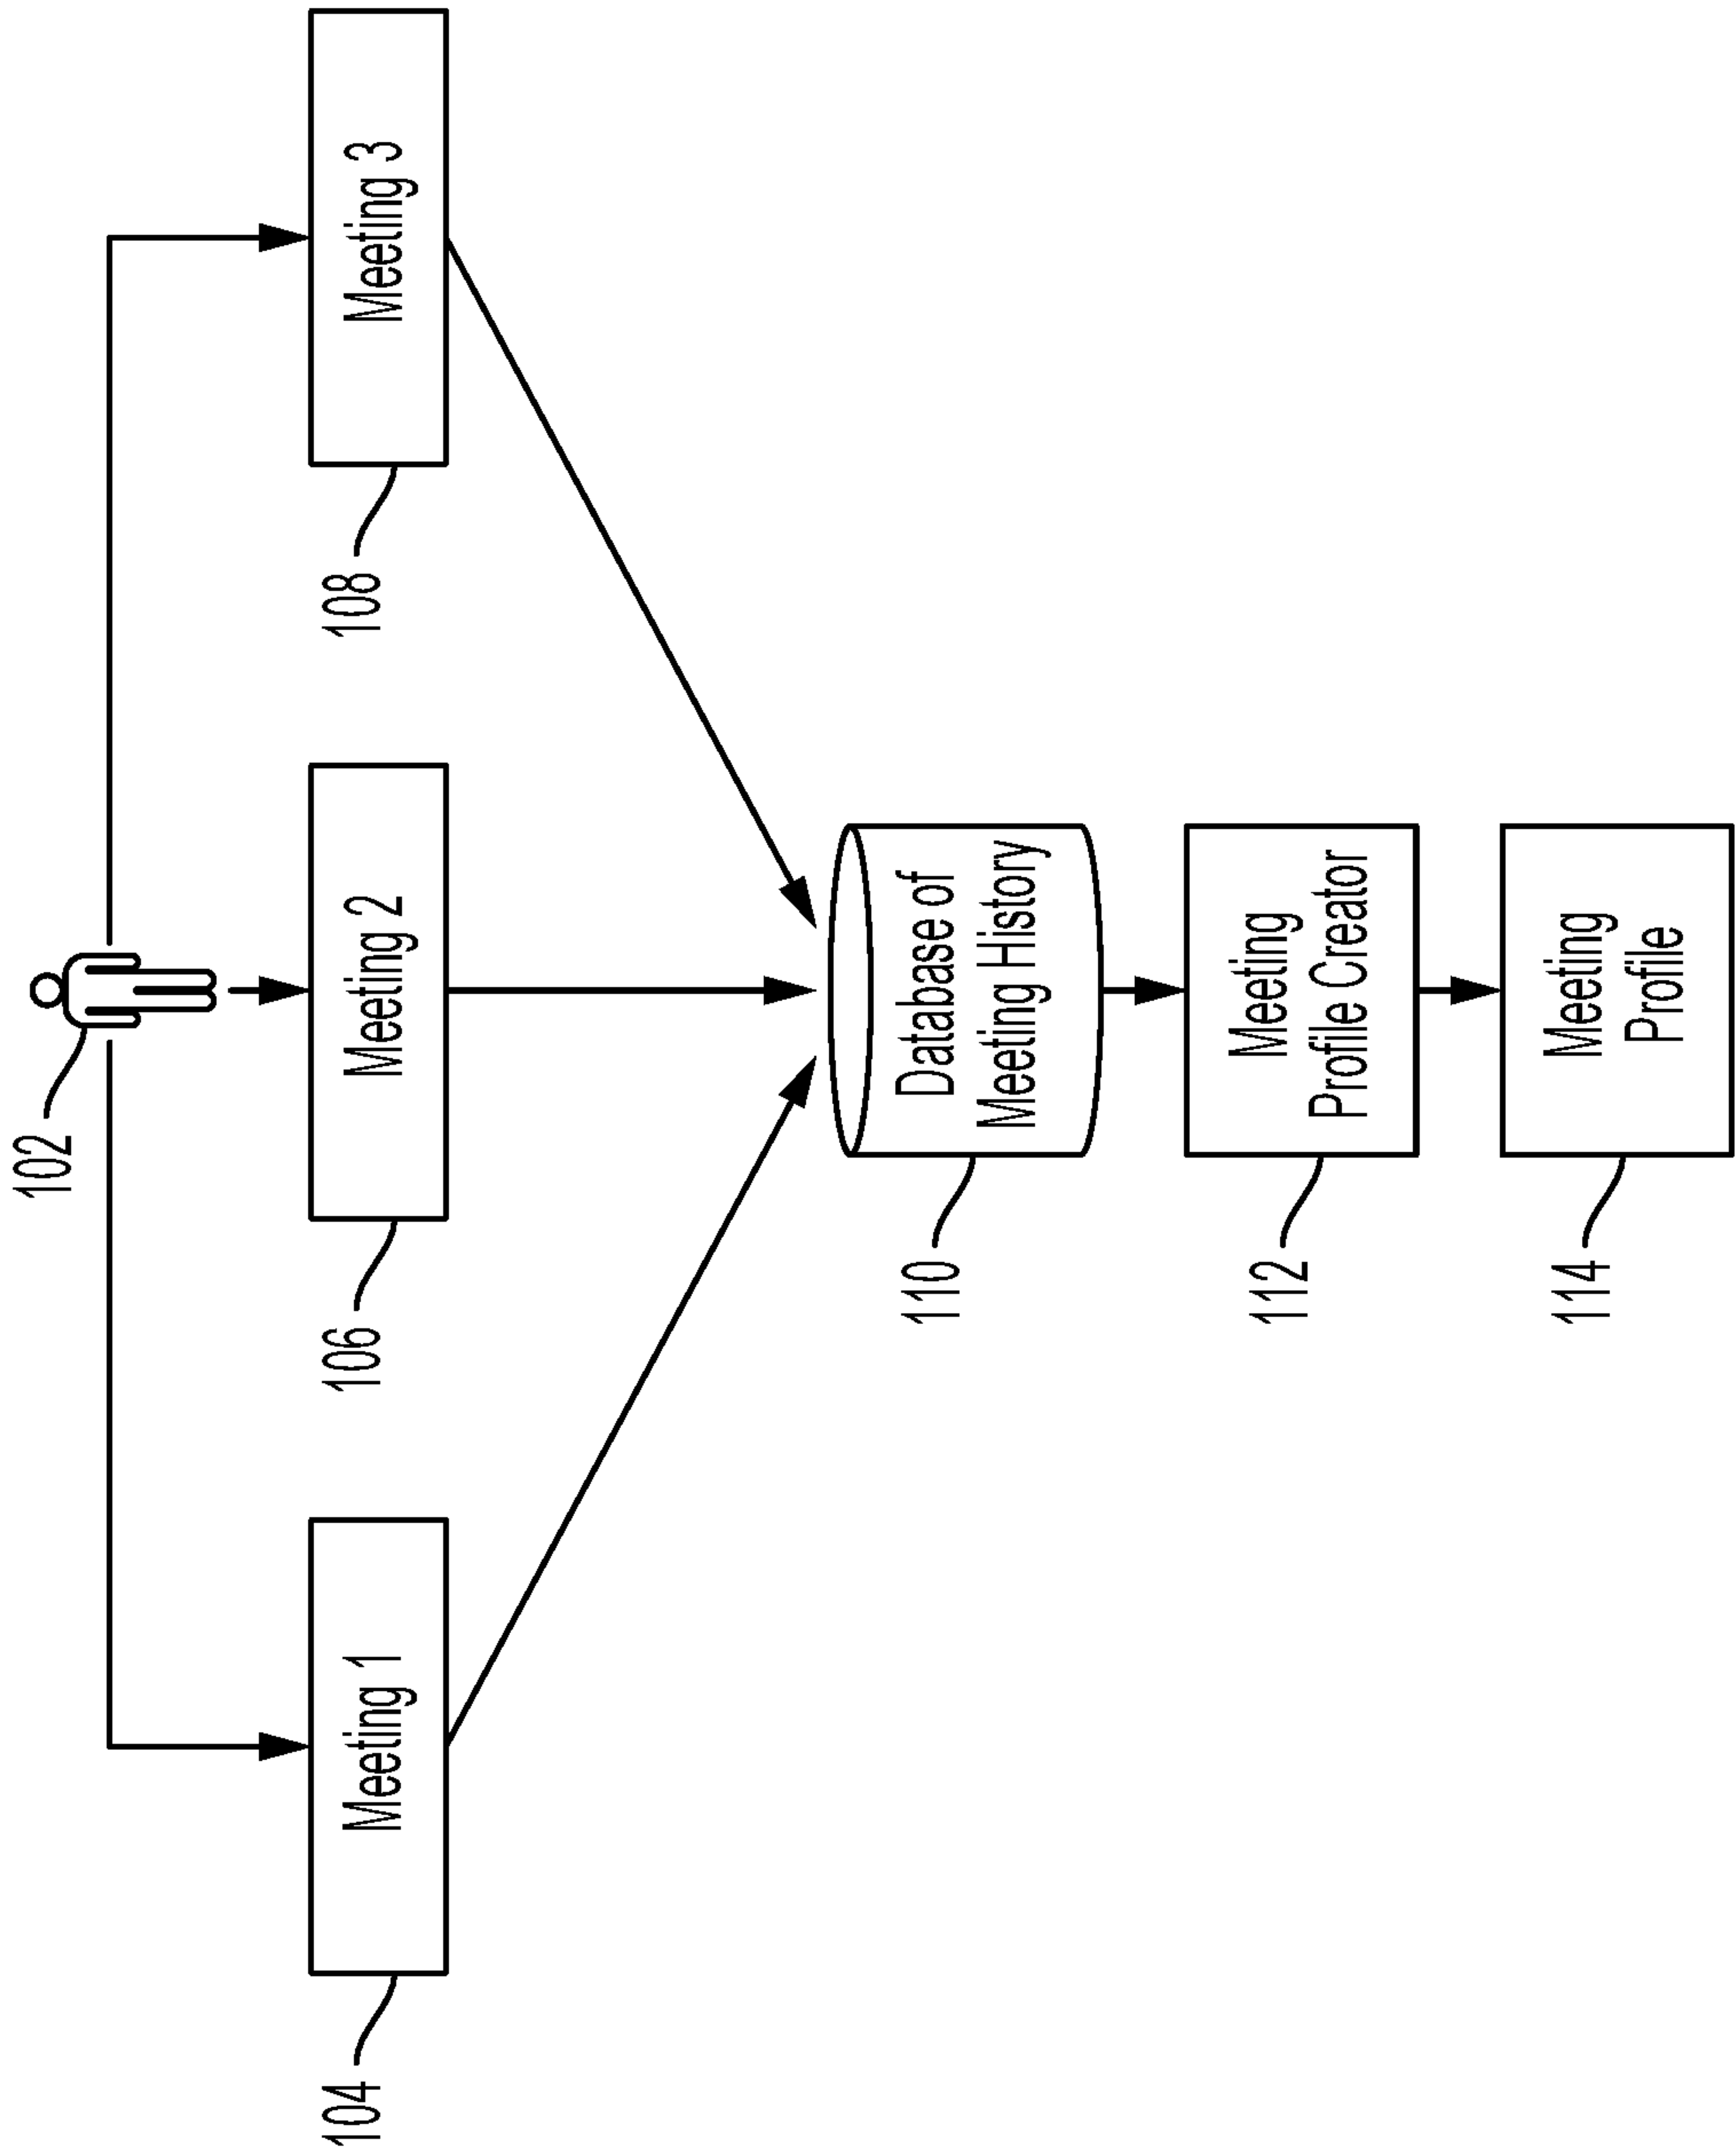 102
104
Meeting 1
106
Meeting 2
108
Meeting 3
110
Database of
Meeting History
112
Meeting
Profile Creator
114
Meeting
Profile